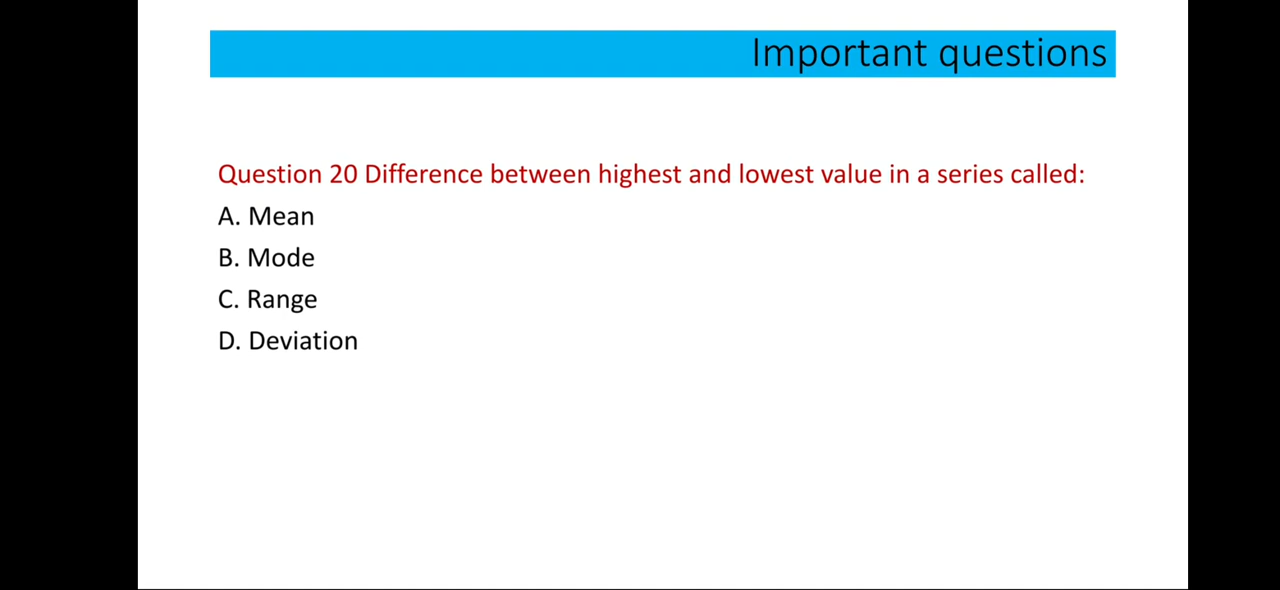 Important questions
Question 20 Difference between highest and lowest value in a series called:
A. Mean
B. Mode
C. Range
D. Deviation